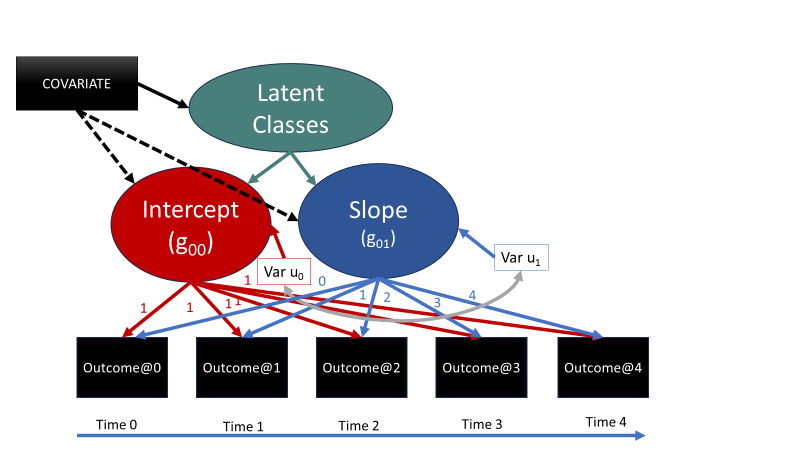 COVARIATE
Latent
Classes
Intercept
(g00)
Slope
(g01)
Var u0
Var u1
1
0
1
1
1
1
1
2
3
4
Outcome@0
Outcome@1
Outcome@2
Outcome@3
Outcome@4
Time 0
Time 1
Time 2
Time 3
Time 4